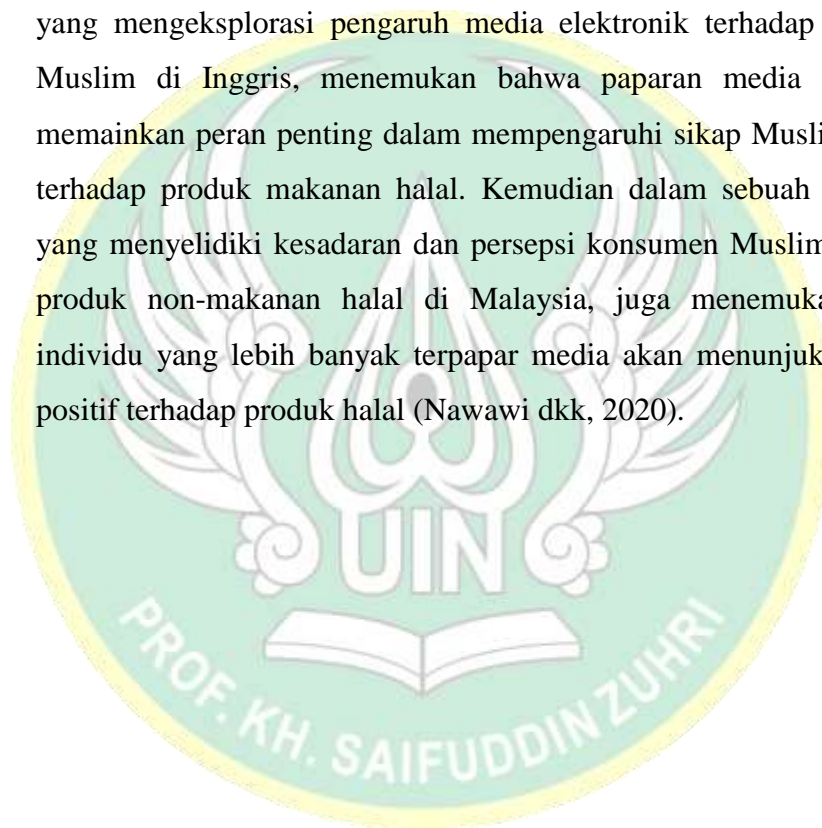 yang mengeksplorasi pengaruh media elektronik terhadap
Muslim di Inggris, menemukan bahwa paparan media
memainkan peran penting dalam mempengaruhi sikap
terhadap produk makanan halal. Kemudian dalam sebuah
yang menyelidiki kesadaran dan persepsi konsumen Muslim
produk non-makanan halal di Malaysia, juga
individu yang lebih banyak terpapar media akan
positif terhadap produk halal (Nawawi dkk, 2020).
UIN
PROF. KH. SAIFUDDIN ZUHRI